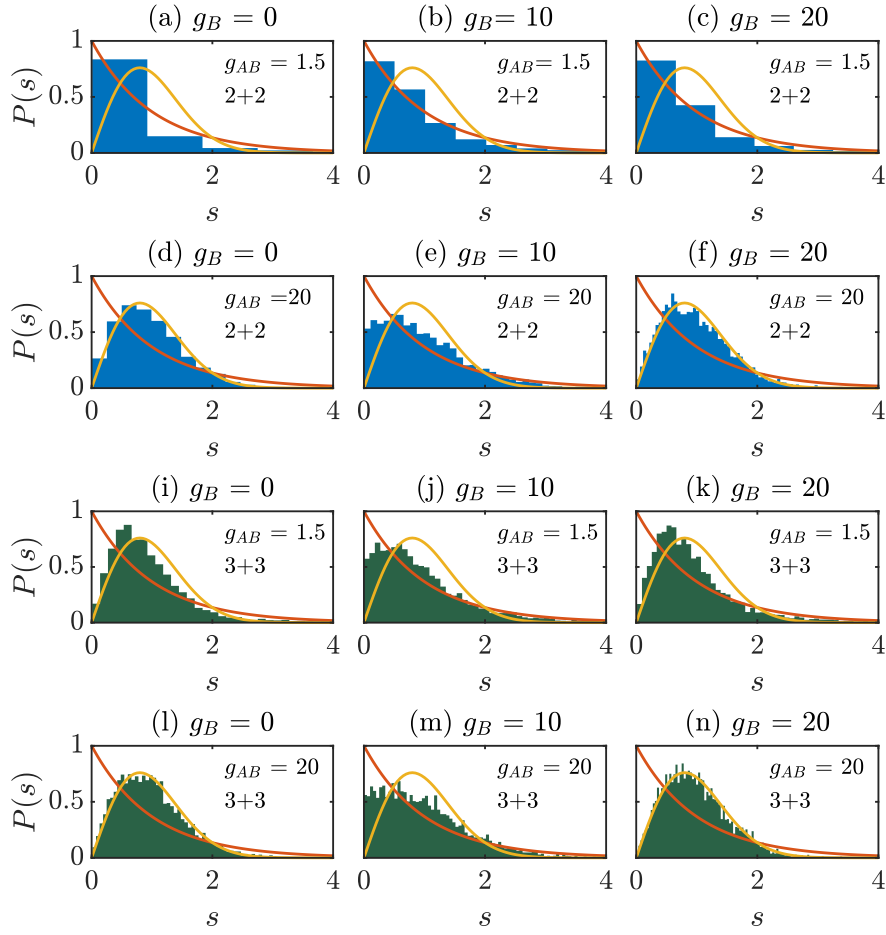 (a) g_B = 0
(b) g_B= 10
(c) g_B = 20
P(s)
1
0.5
0
g_AB = 1.5
2+2
0
2
s
g_AB= 1.5
2+2
0
2
s
g_AB = 1.5
2+2
0
2
4
s
(d) g_B = 0
(e) g_B = 10
(f) g_B = 20
P(s)
1
0.5
0
g_AB =20
2+2
0
2
s
g_AB = 20
2+2
0
2
s
g_AB = 20
2+2
0
2
4
s
(i) g_B = 0
(j) g_B = 10
(k) g_B = 20
P(s)
1
0.5
0
g_AB = 1.5
3+3
0
2
4
s
g_AB = 1.5
3+3
0
2
4
s
g_AB = 1.5
3+3
0
2
4
s
(l) g_B = 0
(m) g_B = 10
(n) g_B = 20
P(s)
1
0.5
0
g_AB = 20
3+3
0
2
4
s
g_AB = 20
3+3
0
2
4
s
g_AB = 20
3+3
0
2
4
s